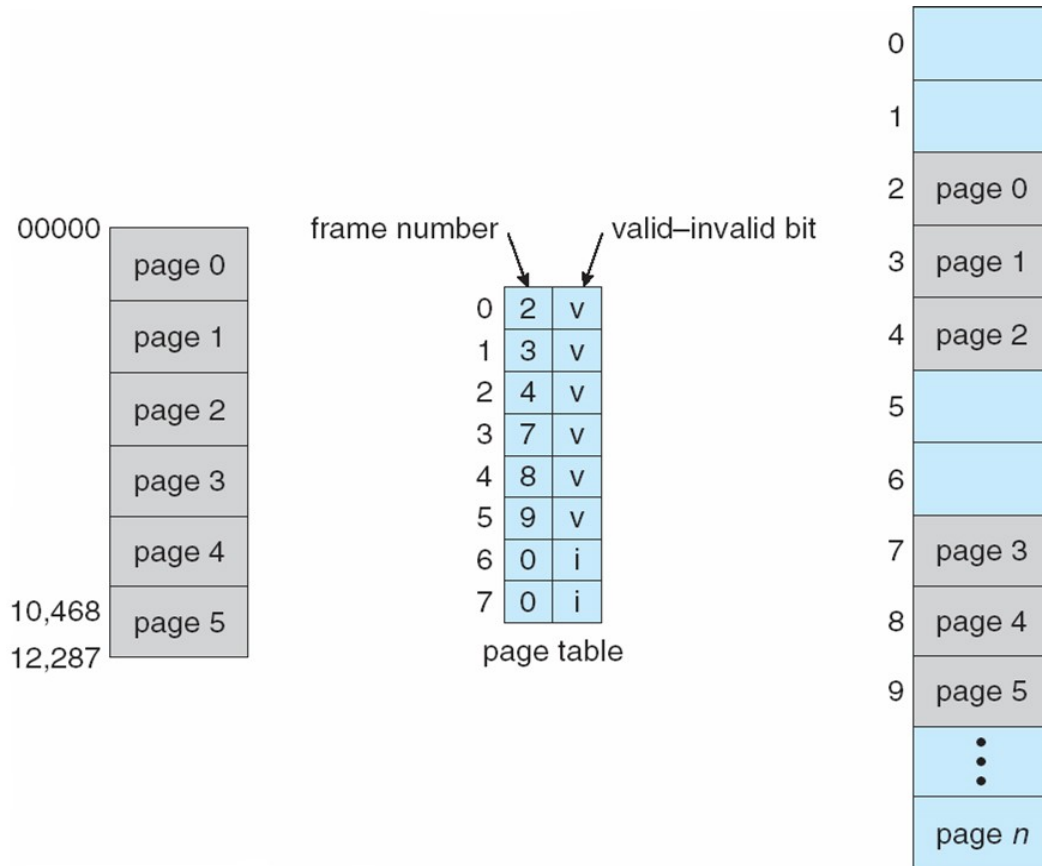 00000
page 0
page 1
page 2
page 3
page 4
10,468
page 5
12,287
frame number
valid–invalid bit
0 2 v
1 3 v
2 4 v
3 7 v
4 8 v
5 9 v
6 0 i
7 0 i
page table
0
1
2 page 0
3 page 1
4 page 2
5
6
7 page 3
8 page 4
9 page 5
page n